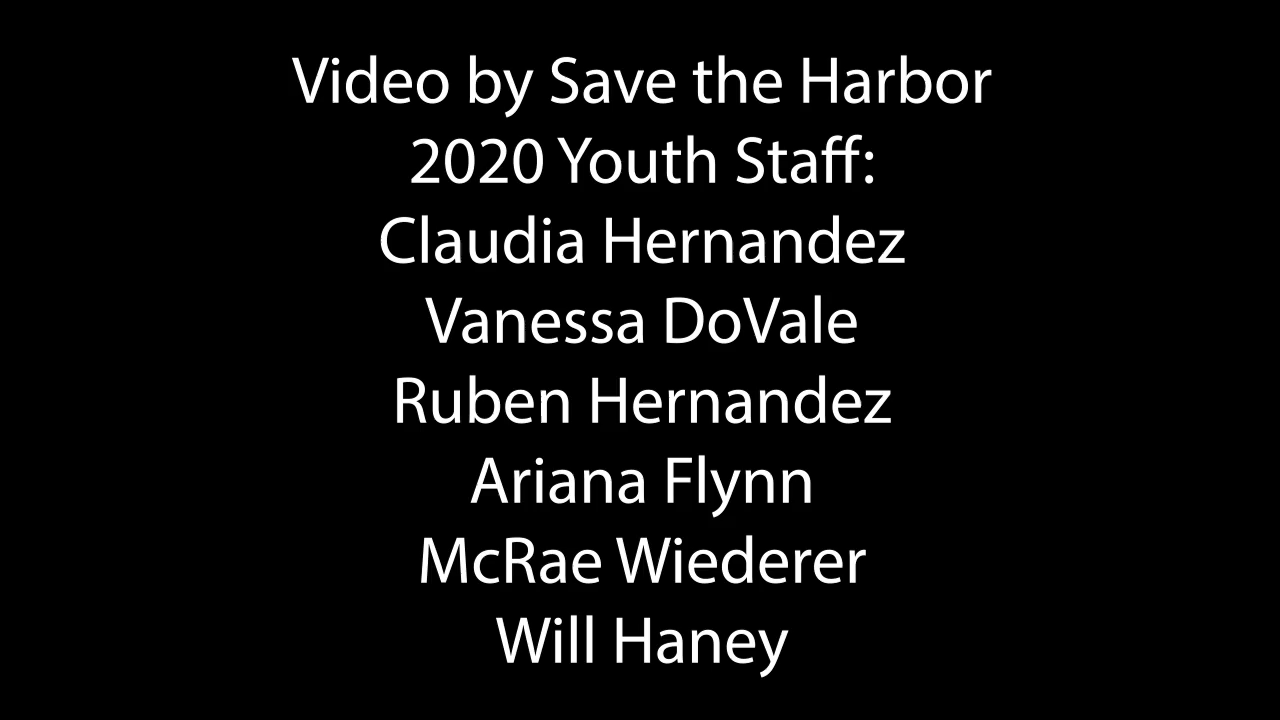 Video by Save the Harbor
2020 Youth Staff:
Claudia Hernandez
Vanessa DoVale
Ruben Hernandez
Ariana Flynn
McRae Wiederer
Will Haney